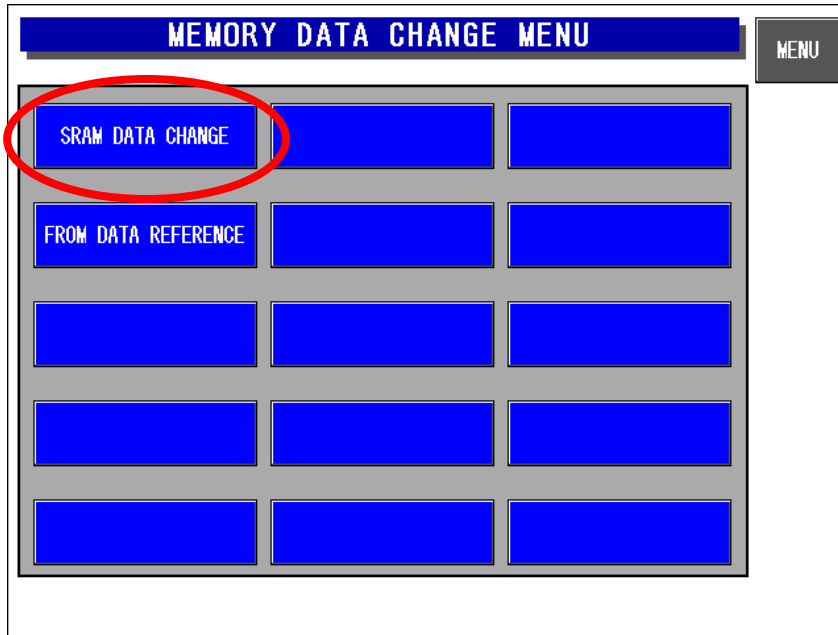 MEMORY DATA CHANGE MENU
MENU
SRAM DATA CHANGE
FROM DATA REFERENCE